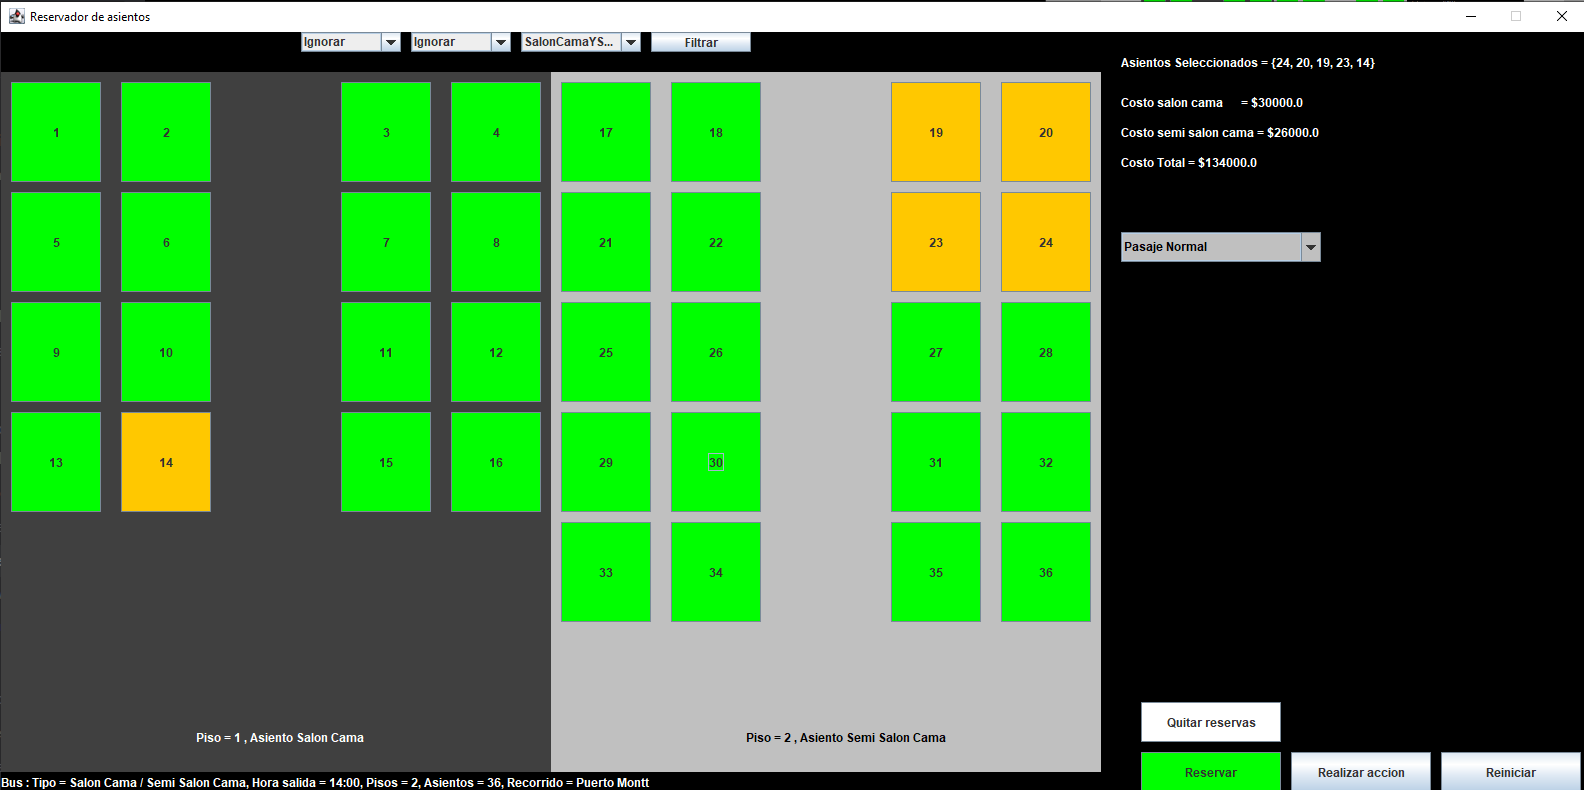 Reservador de asientos
Ignorar Ignorar SalonCamaYS... Filtrar
1 2 3 4
5 6 7 8
9 10 11 12
13 14 15 16
Piso = 1 , Asiento Salon Cama
17 18 19 20
21 22 23 24
25 26 27 28
29 30 31 32
33 34 35 36
Piso = 2 , Asiento Semi Salon Cama
Asientos Seleccionados = {24, 20, 19, 23, 14}
Costo salon cama = $30000.0
Costo semi salon cama = $26000.0
Costo Total = $134000.0
Pasaje Normal
Quitar reservas
Reservar Realizar accion Reiniciar
Bus : Tipo = Salon Cama / Semi Salon Cama, Hora salida = 14:00, Pisos = 2, Asientos = 36, Recorrido = Puerto Montt